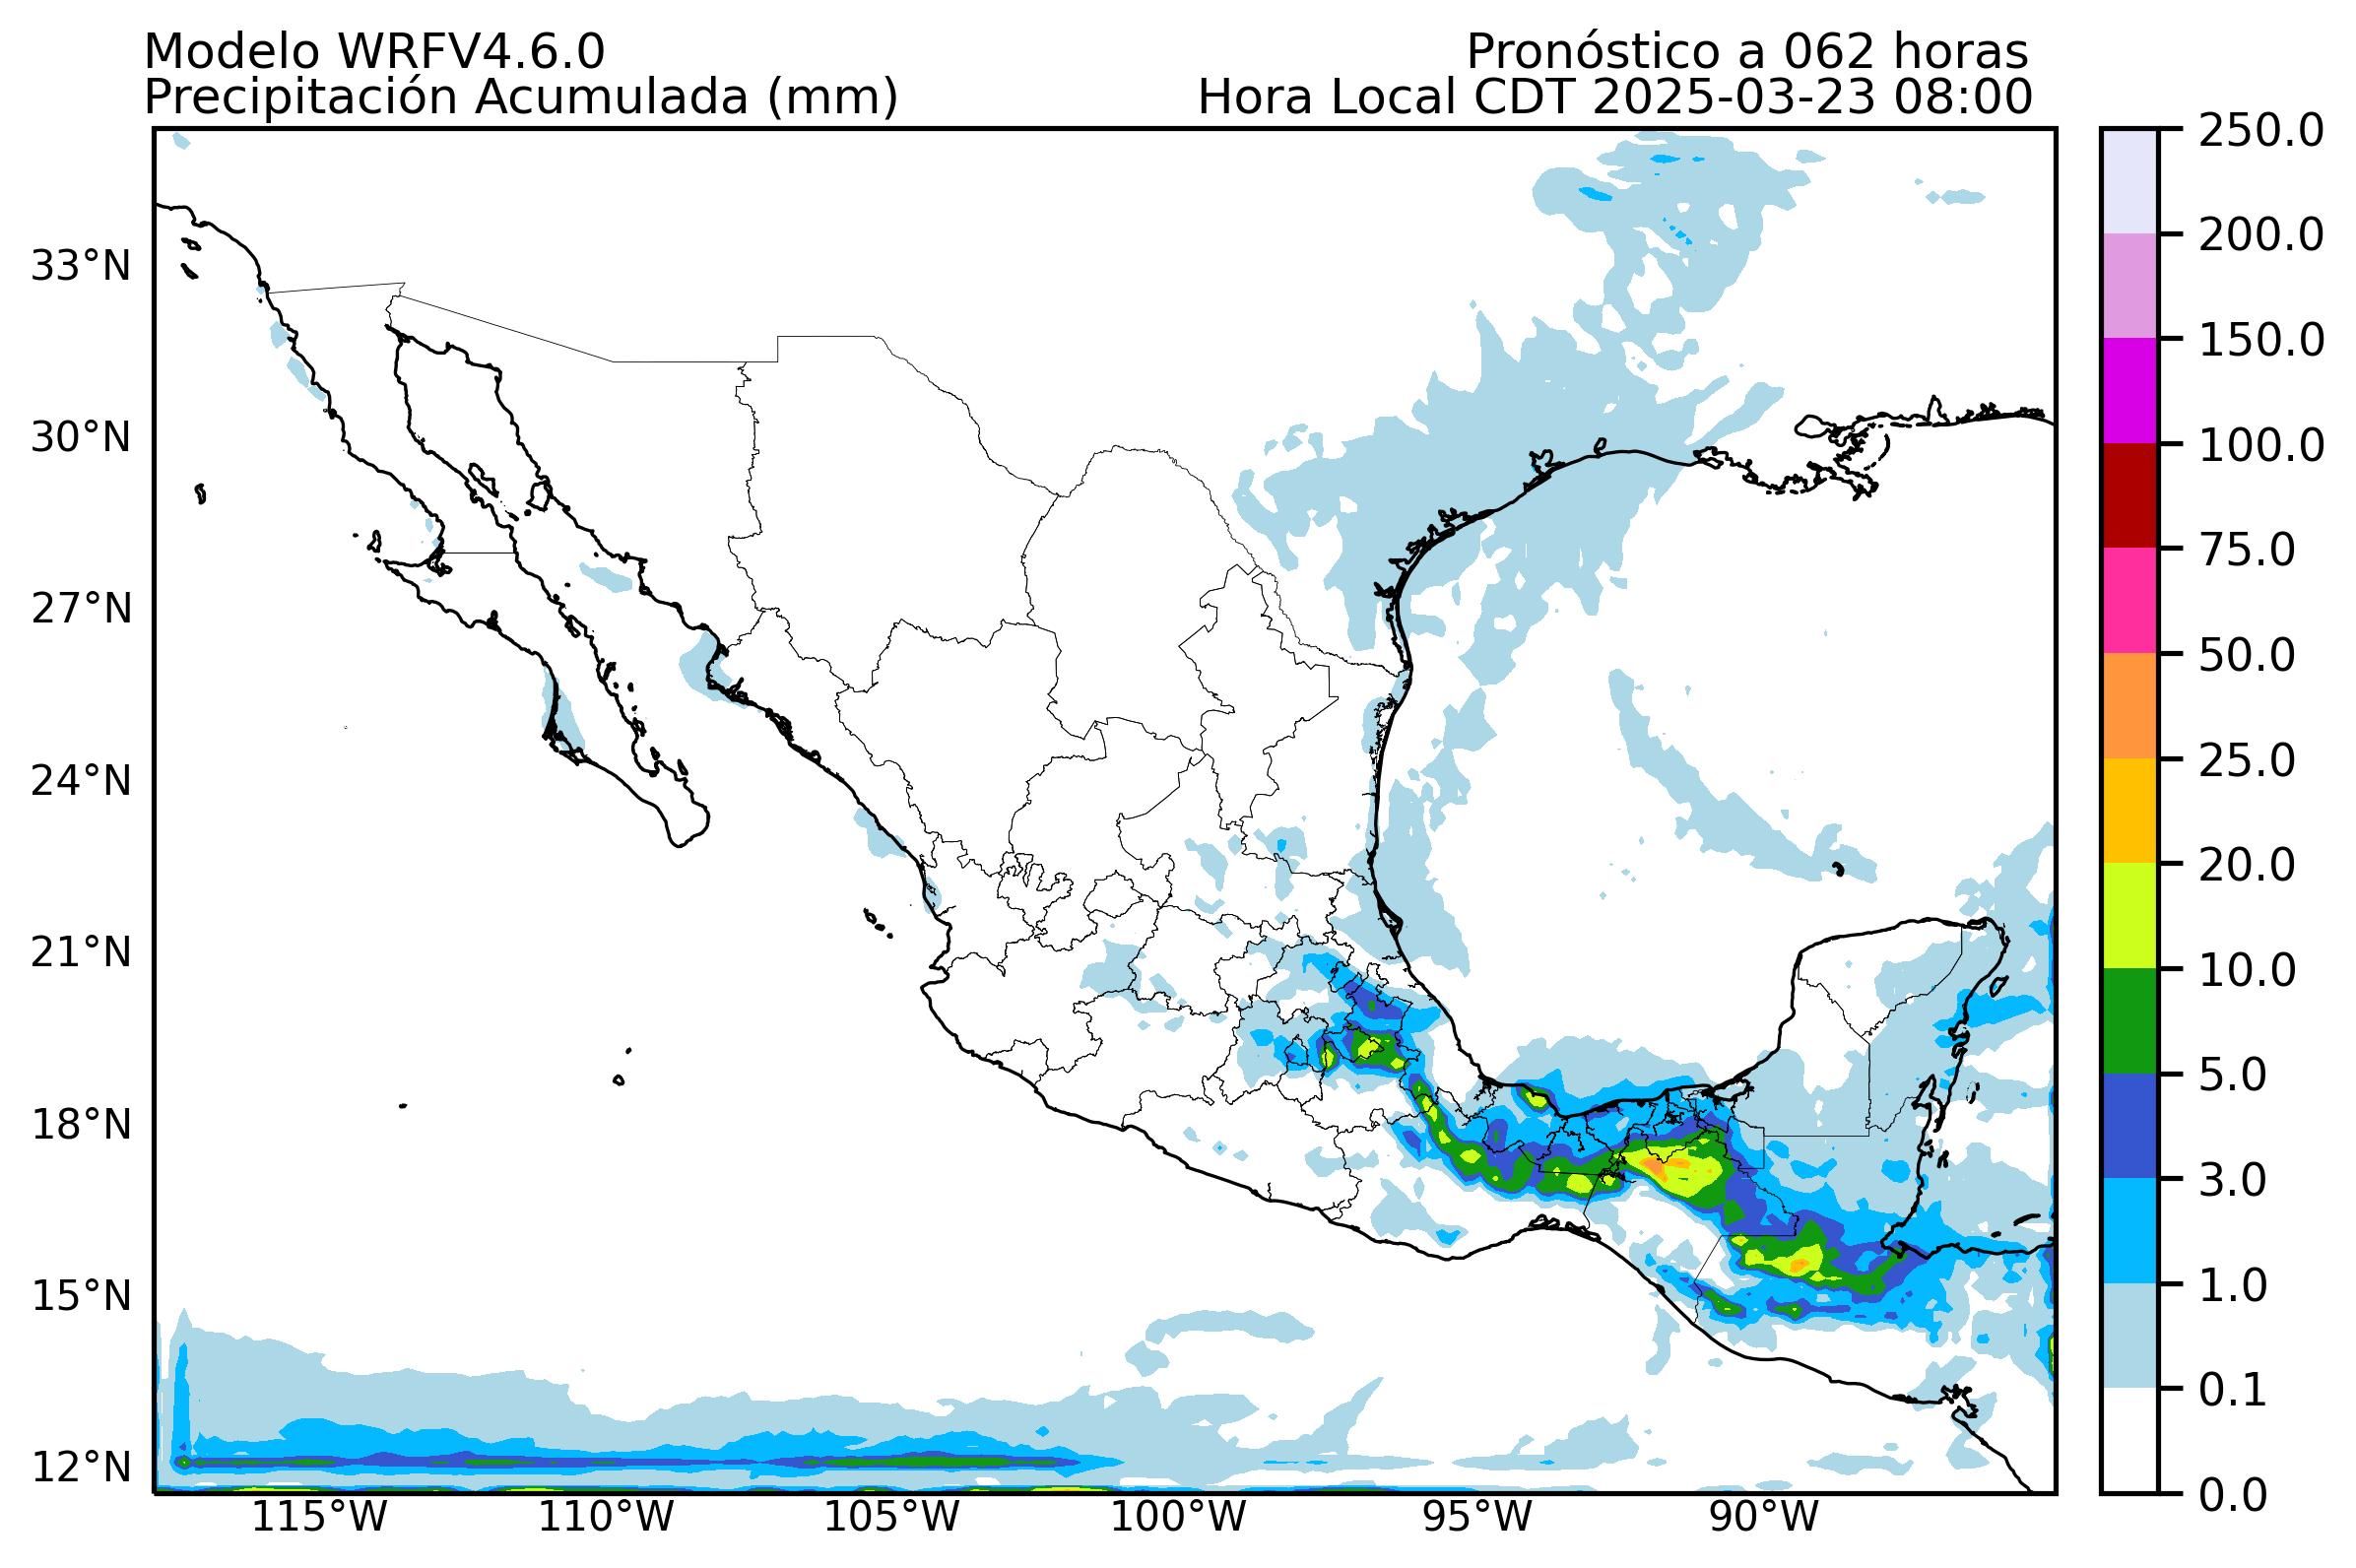 Modelo WRFV4.6.0
Pronóstico a 062 horas
Precipitación Acumulada (mm)
Hora Local CDT 2025-03-23 08:00
250.0
200.0
150.0
100.0
75.0
50.0
25.0
20.0
10.0
5.0
3.0
1.0
0.1
0.0
33°N
30°N
27°N
24°N
21°N
18°N
15°N
12°N
115°W
110°W
105°W
100°W
95°W
90°W